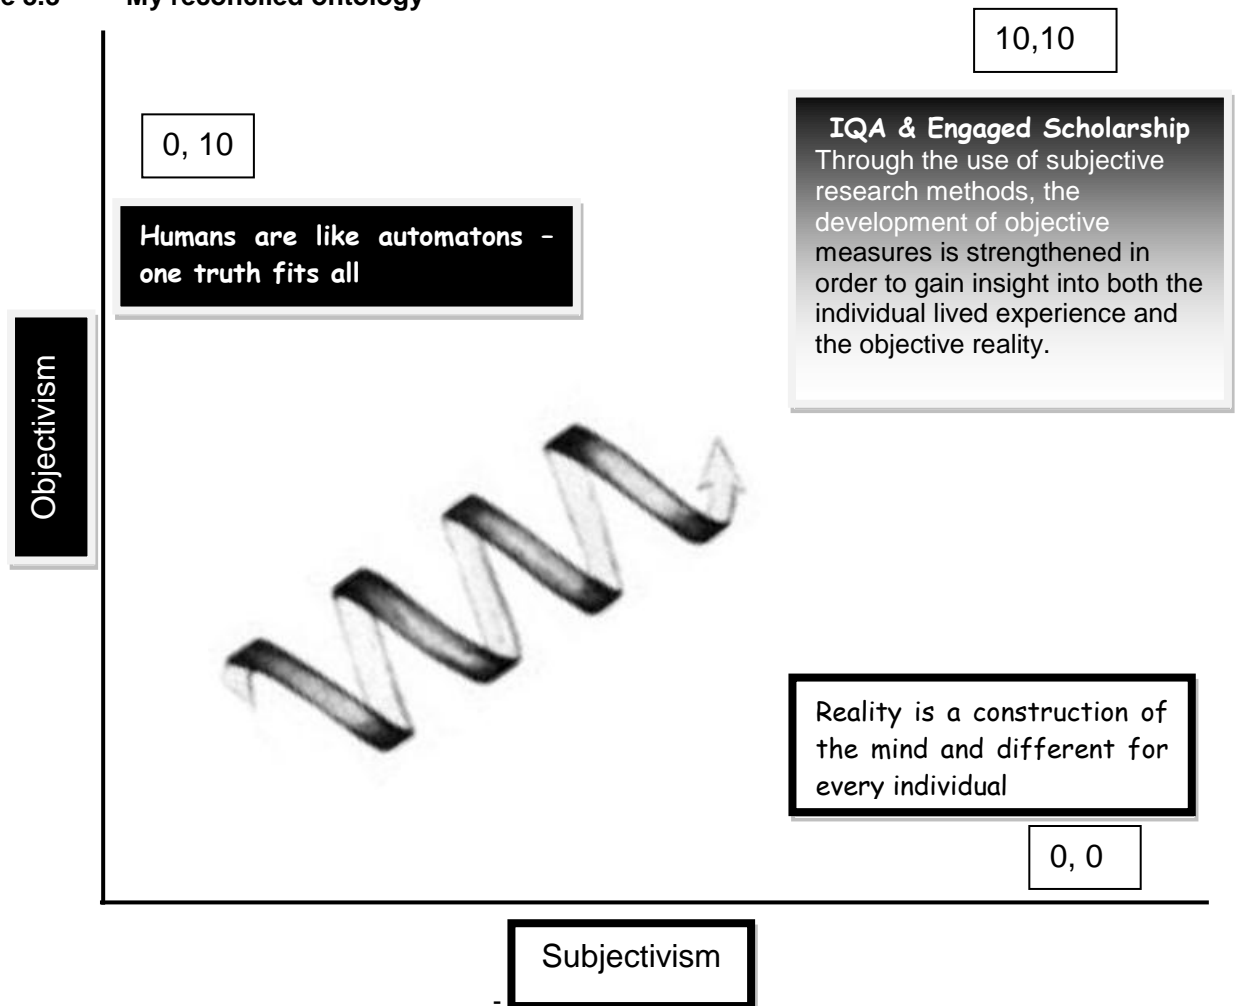 My reconciled ontology
10,10
0, 10
IQA & Engaged Scholarship
Through the use of subjective
research methods, the
development of objective
measures is strengthened in
order to gain insight into both the
individual lived experience and
the objective reality.
Humans are like automatons –
one truth fits all
Objectivism
Reality is a construction of
the mind and different for
every individual
0, 0
Subjectivism
-